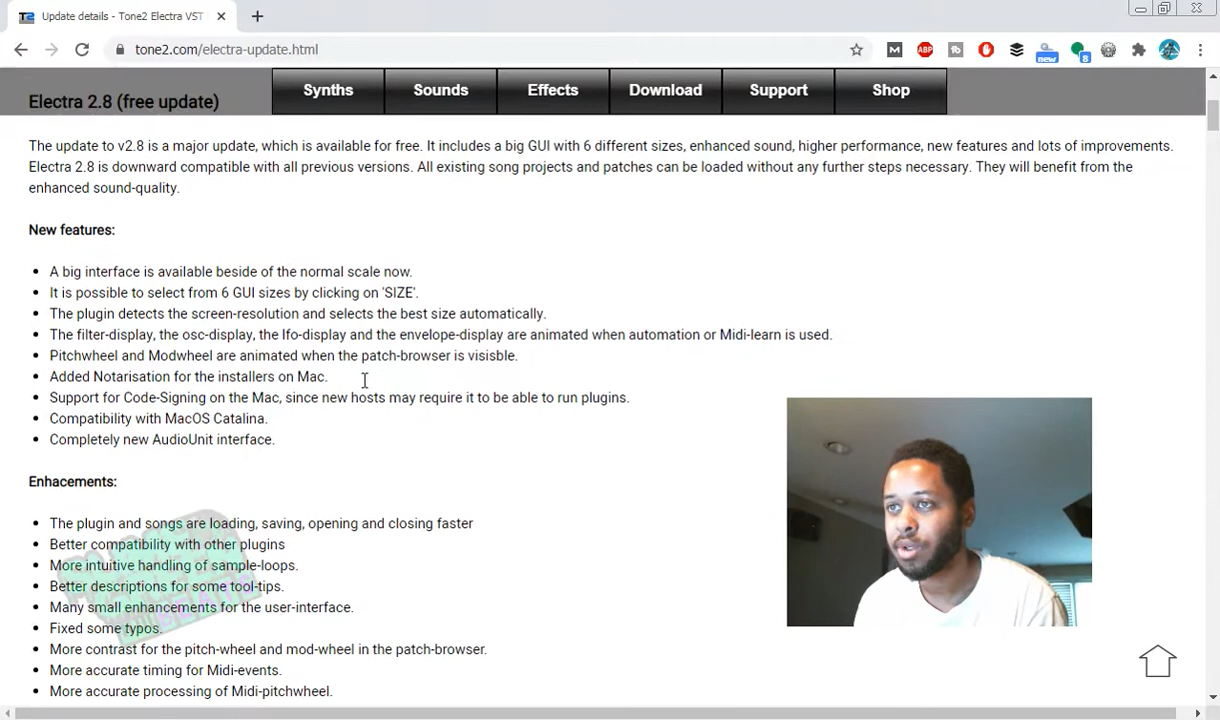 Update details - Tone2 Electra VST
tone2.com/electra-update.html
new
8
Electra 2.8 (free update)
Synths
Sounds
Effects
Download
Support
Shop
The update to v2.8 is a major update, which is available for free. It includes a big GUI with 6 different sizes, enhanced sound, higher performance, new features and lots of improvements.
Electra 2.8 is downward compatible with all previous versions. All existing song projects and patches can be loaded without any further steps necessary. They will benefit from the
enhanced sound-quality.
New features:
A big interface is available beside of the normal scale now.
It is possible to select from 6 GUI sizes by clicking on 'SIZE'.
The plugin detects the screen-resolution and selects the best size automatically.
The filter-display, the osc-display, the lfo-display and the envelope-display are animated when automation or Midi-learn is used.
Pitchwheel and Modwheel are animated when the patch-browser is visisble.
Added Notarisation for the installers on Mac.
Support for Code-Signing on the Mac, since new hosts may require it to be able to run plugins.
Compatibility with MacOS Catalina.
Completely new AudioUnit interface.
Enhacements:
The plugin and songs are loading, saving, opening and closing faster
Better compatibility with other plugins
More intuitive handling of sample-loops.
Better descriptions for some tool-tips.
Many small enhancements for the user-interface.
Fixed some typos.
More contrast for the pitch-wheel and mod-wheel in the patch-browser.
More accurate timing for Midi-events.
More accurate processing of Midi-pitchwheel.